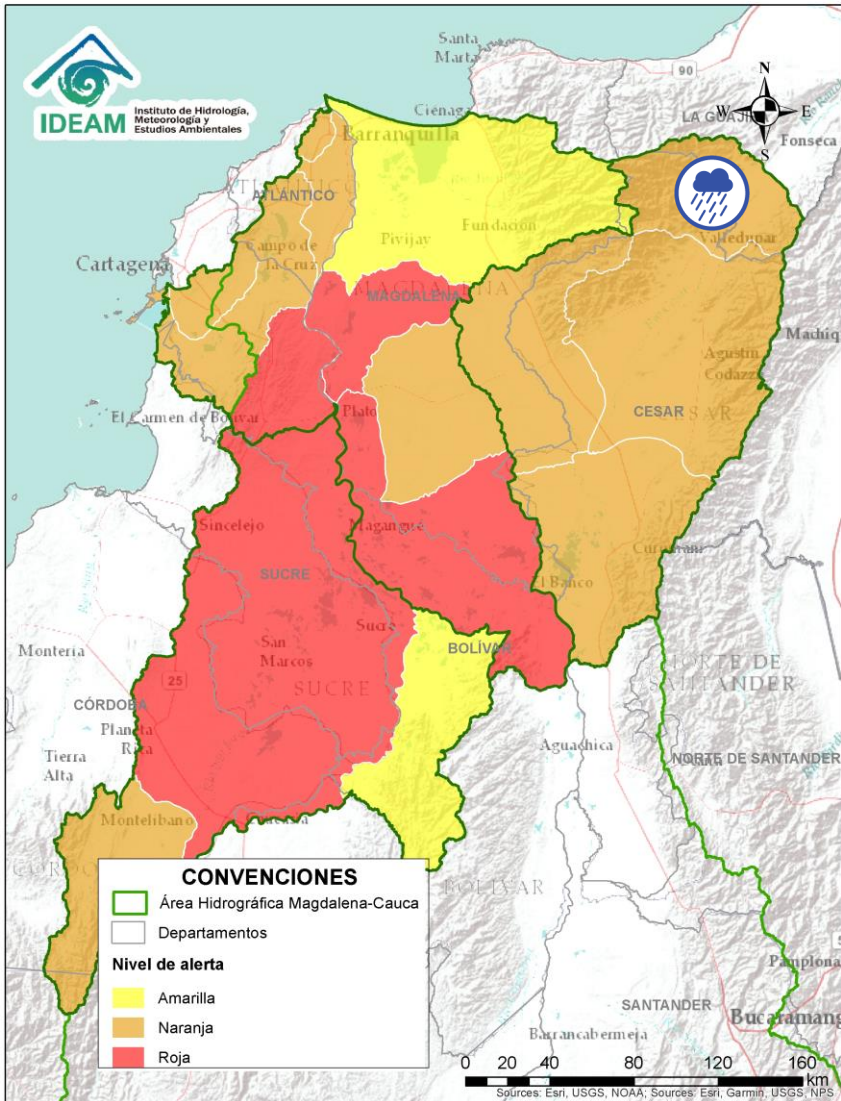 Santa
Marta
90
N
W E
S
LA GUAJIRA
Fonseca
IDEAM
Instituto de Hidrología,
Meteorología y
Estudios Ambientales
Ciénaga
Barranquilla
ATLÁNTICO
Fundación
Pivijay
Valledupar
Campo de
la Cruz
Cartagena
MAGDALENA
Machiq
Agustín
Codazzi
Plato
CESAR
El Carmen de Bolívar
Sincelejo
Magangué
Curumaní
El Banco
SUCRE
Sucre
San
Marcos
BOLÍVAR
Montería
SUCRE
NORTE DE
SANTANDER
25
CÓRDOBA
Planeta
Rica
Aguachica
Tierra
Alta
NORTE DE SANTANDER
Montelíbano
Caucasia
BOLÍVAR
CONVENCIONES
Área Hidrográfica Magdalena-Cauca
Departamentos
Nivel de alerta
Amarilla
Naranja
Roja
Pamplona
SANTANDER
Bucaramang
Barrancabermeja
0 20 40 80 120 160
km
Sources: Esri, USGS, NOAA; Sources: Esri, Garmin, USGS, NPS